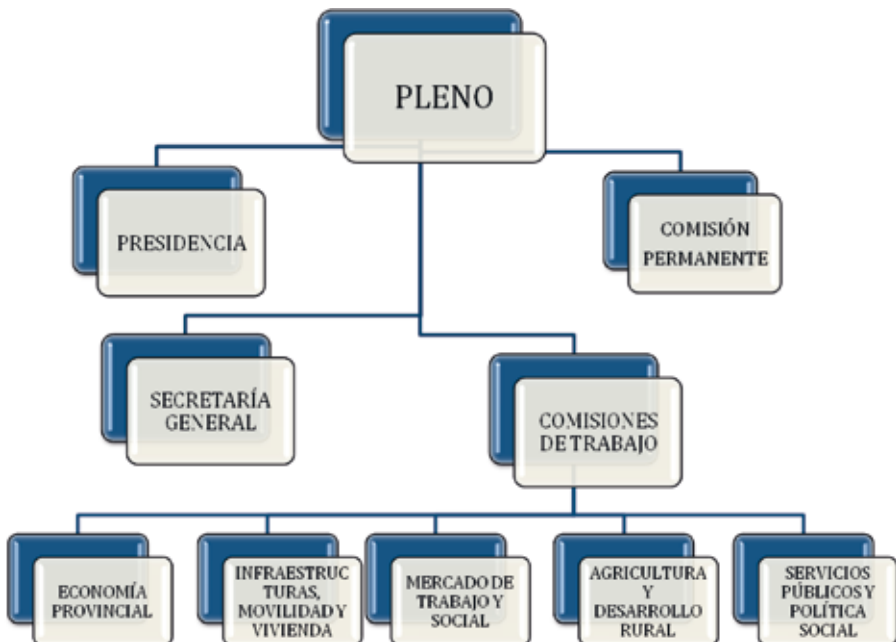 PLENO
PRESIDENCIA
COMISIÓN
PERMANENTE
SECRETARÍA
GENERAL
COMISIONES
DE TRABAJO
ECONOMÍA
PROVINCIAL
INFRAESTRUC
TURAS,
MOVILIDAD Y
VIVIENDA
MERCADO DE
TRABAJO Y
SOCIAL
AGRICULTURA
Y
DESARROLLO
RURAL
SERVICIOS
PÚBLICOS Y
POLÍTICA
SOCIAL